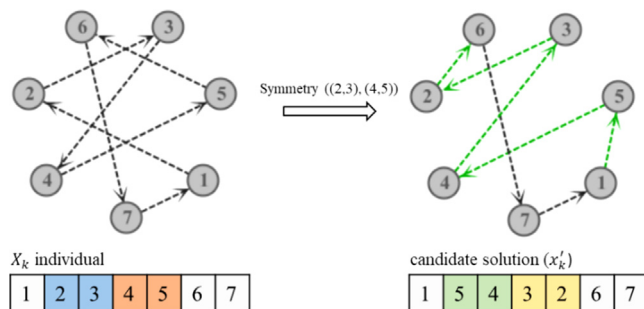 6 3
2 5
4 1
7
Symmetry ((2,3), (4,5))
6 3
2 5
4 1
7
X_k individual
1 2 3 4 5 6 7
candidate solution (x'_k)
1 5 4 3 2 6 7